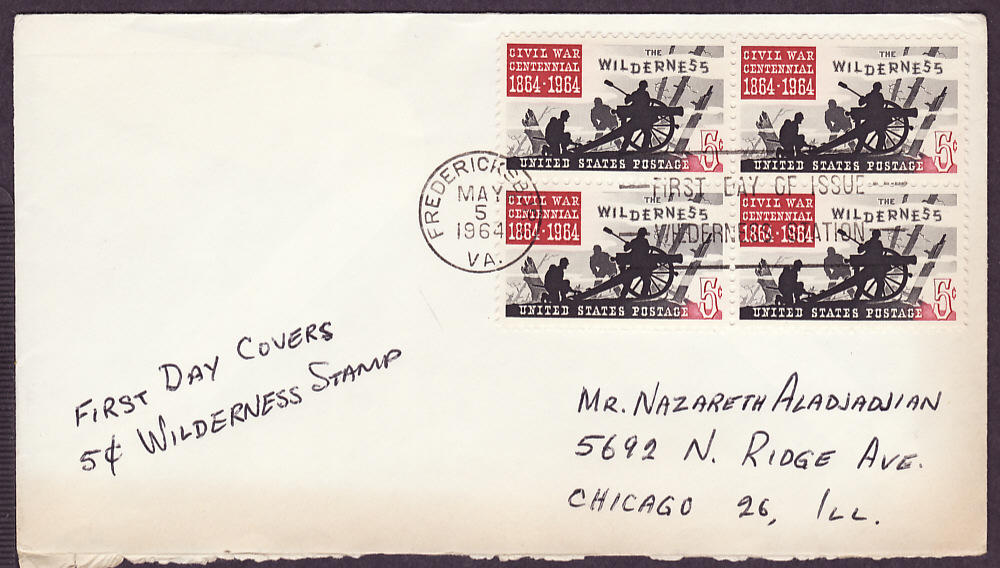 CIVIL WAR
CENTENNIAL
1864-1964
THE
WILDERNESS
UNITED STATES POSTAGE
5¢
CIVIL WAR
CENTENNIAL
1864-1964
THE
WILDERNESS
UNITED STATES POSTAGE
5¢
CIVIL WAR
CENTENNIAL
1864-1964
THE
WILDERNESS
UNITED STATES POSTAGE
5¢
CIVIL WAR
CENTENNIAL
1864-1964
THE
WILDERNESS
UNITED STATES POSTAGE
5¢
FREDERICKSBURG
MAY
5
1964
VA.
FIRST DAY OF ISSUE
WILDERNESS STATION
FIRST DAY COVERS
5¢ WILDERNESS STAMP
MR. NAZARETH ALADJADJIAN
5692 N. RIDGE AVE.
CHICAGO 26, ILL.